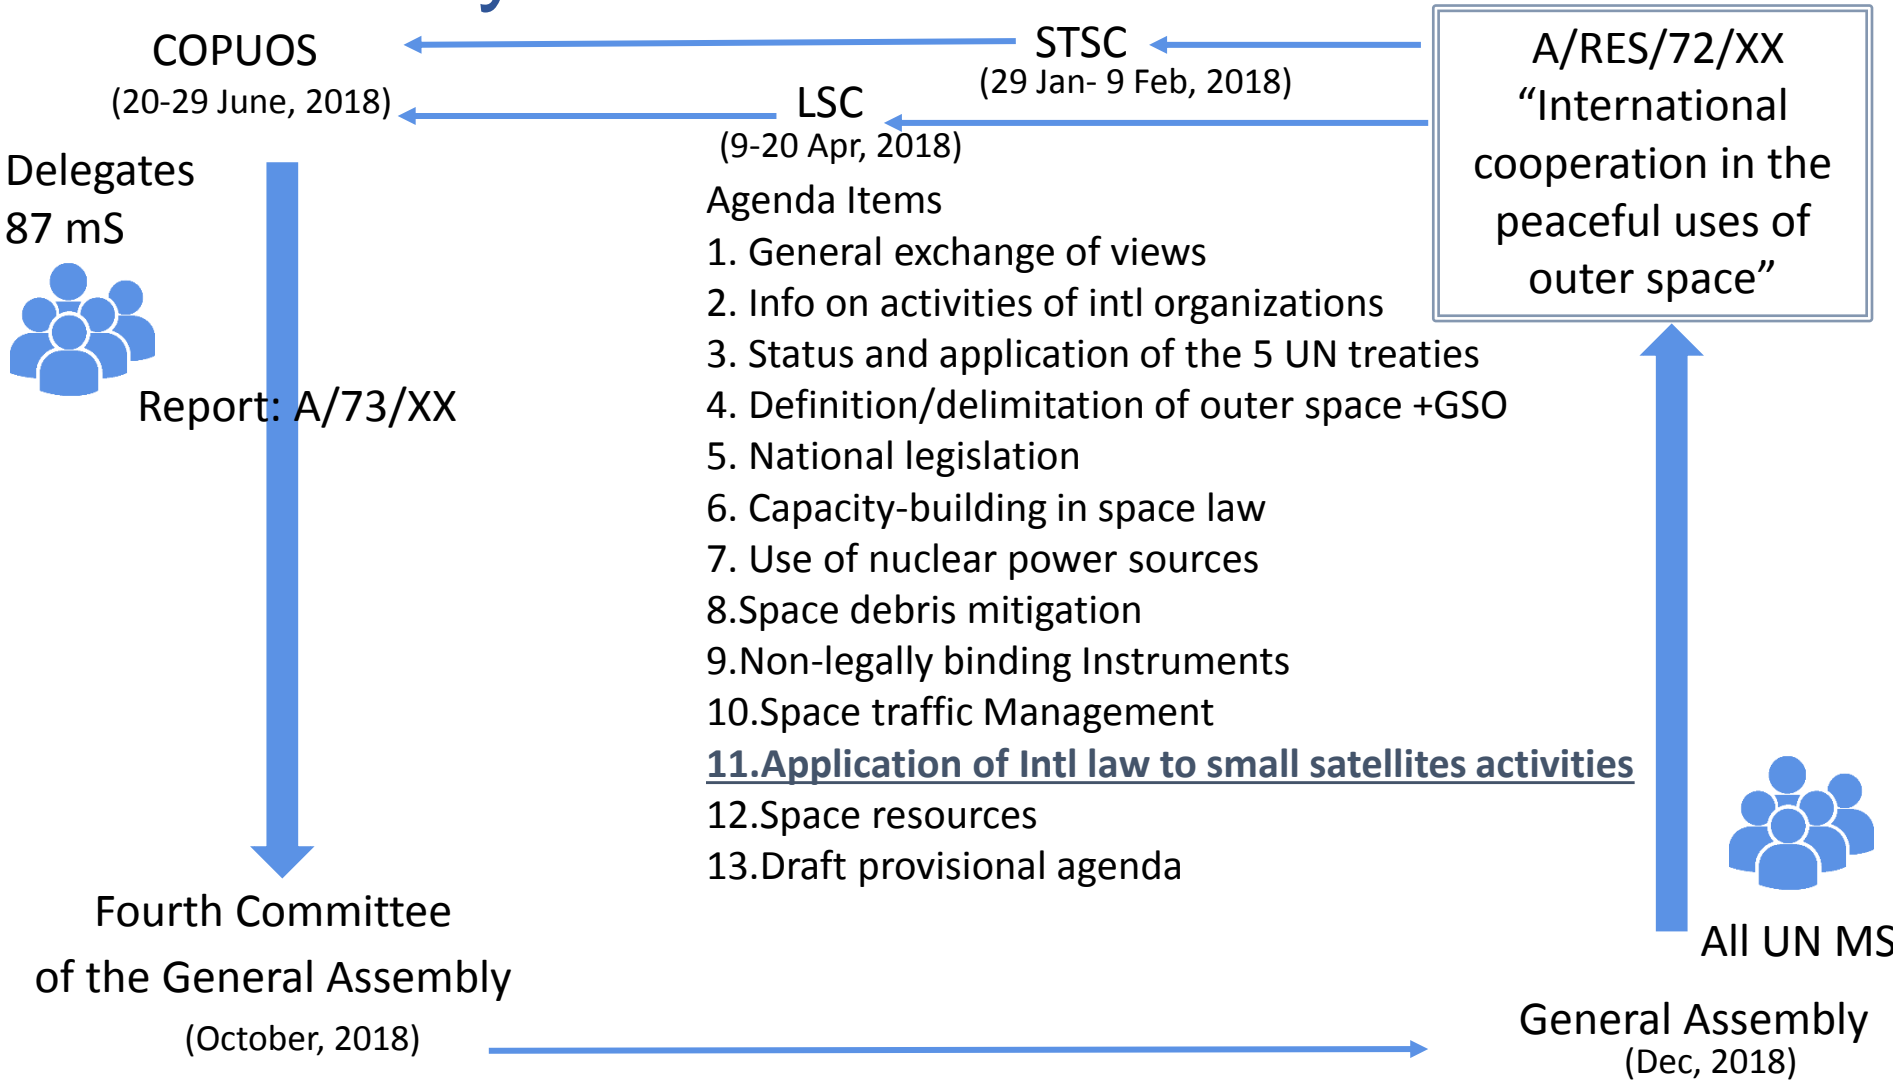 COPUOS
(20-29 June, 2018)
STSC
(29 Jan- 9 Feb, 2018)
LSC
(9-20 Apr, 2018)
A/RES/72/XX
“International
cooperation in the
peaceful uses of
outer space”
Delegates
87 mS
Report: A/73/XX
Agenda Items
1. General exchange of views
2. Info on activities of intl organizations
3. Status and application of the 5 UN treaties
4. Definition/delimitation of outer space +GSO
5. National legislation
6. Capacity-building in space law
7. Use of nuclear power sources
8.Space debris mitigation
9.Non-legally binding Instruments
10.Space traffic Management
11.Application of Intl law to small satellites activities
12.Space resources
13.Draft provisional agenda
Fourth Committee
of the General Assembly
(October, 2018)
All UN MS
General Assembly
(Dec, 2018)